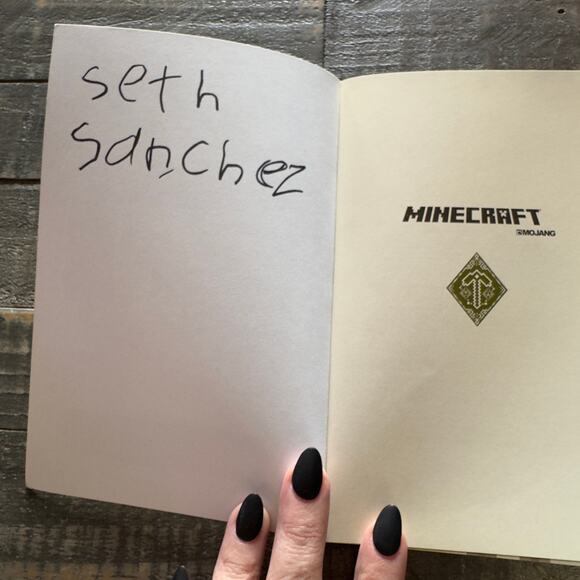 seth
sanchez
MINECRAFT
MOJANG